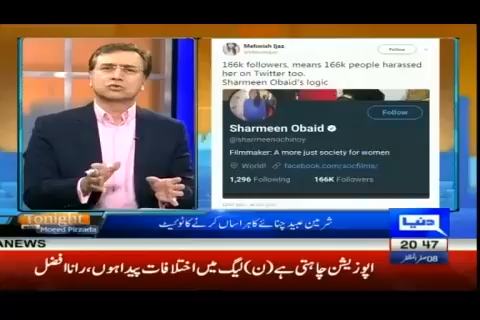 Mehwish Ijaz
Follow
166k followers, means 166k people harassed
her on Twitter too.
Sharmeen Obaid's logic
Follow
Sharmeen Obaid
@sharmeenochinoy
Filmmaker: A more just society for women
World! facebook.com/socfilms/
1,296 Following 166K Followers
Tonight
Moeed Pirzada
شرمین عبید چنائے کا ہراساں کرنے کا ٹوئیٹ
دنیا
ANEWS
20 47
اپوزیشن چاہتی ہے (ن) لیگ میں اختلافات پیدا ہوں، رانا افضل